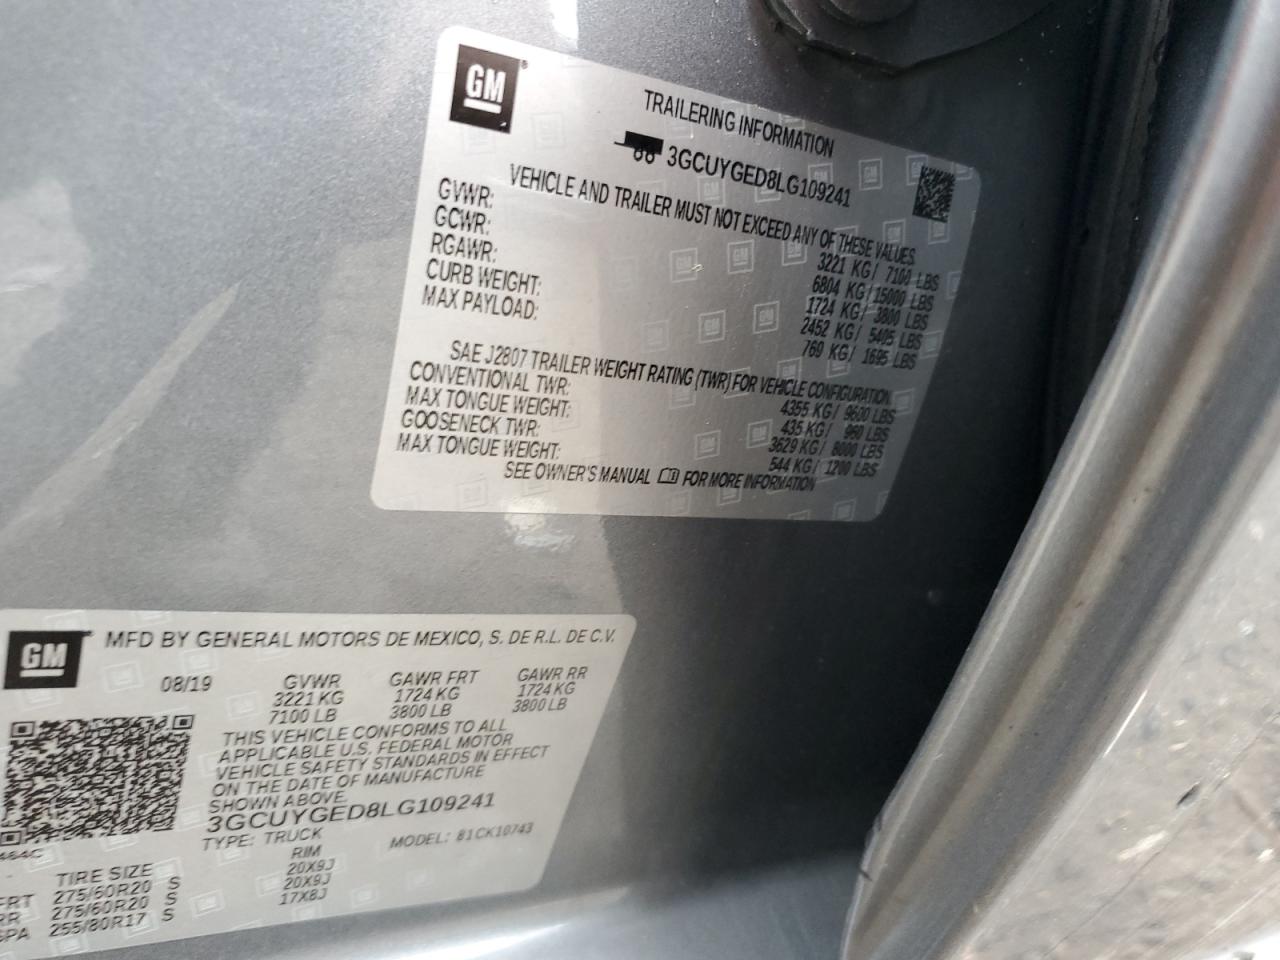 GM
TRAILERING INFORMATION
3GCUYGED8LG109241
VEHICLE AND TRAILER MUST NOT EXCEED ANY OF THESE VALUES.
GVWR: 3221 KG/ 7100 LBS
GCWR: 6804 KG/15000 LBS
RGAWR: 1724 KG/ 3800 LBS
CURB WEIGHT: 2452 KG/ 5405 LBS
MAX PAYLOAD: 769 KG/ 1695 LBS
SAE J2807 TRAILER WEIGHT RATING (TWR) FOR VEHICLE CONFIGURATION.
CONVENTIONAL TWR: 4355 KG/ 9600 LBS
MAX TONGUE WEIGHT: 435 KG/ 960 LBS
GOOSENECK TWR: 3629 KG/ 8000 LBS
MAX TONGUE WEIGHT: 544 KG/ 1200 LBS
SEE OWNER'S MANUAL FOR MORE INFORMATION
GM MFD BY GENERAL MOTORS DE MEXICO, S. DE R.L. DE C.V.
08/19 GVWR GAWR FRT GAWR RR
3221 KG 1724 KG 1724 KG
7100 LB 3800 LB 3800 LB
THIS VEHICLE CONFORMS TO ALL
APPLICABLE U.S. FEDERAL MOTOR
VEHICLE SAFETY STANDARDS IN EFFECT
ON THE DATE OF MANUFACTURE
SHOWN ABOVE.
3GCUYGED8LG109241
TYPE: TRUCK MODEL: 81CK10743
464C
TIRE SIZE RIM
FRT 275/60R20 S 20X9J
RR 275/60R20 S 20X9J
SPA 255/80R17 S 17X8J